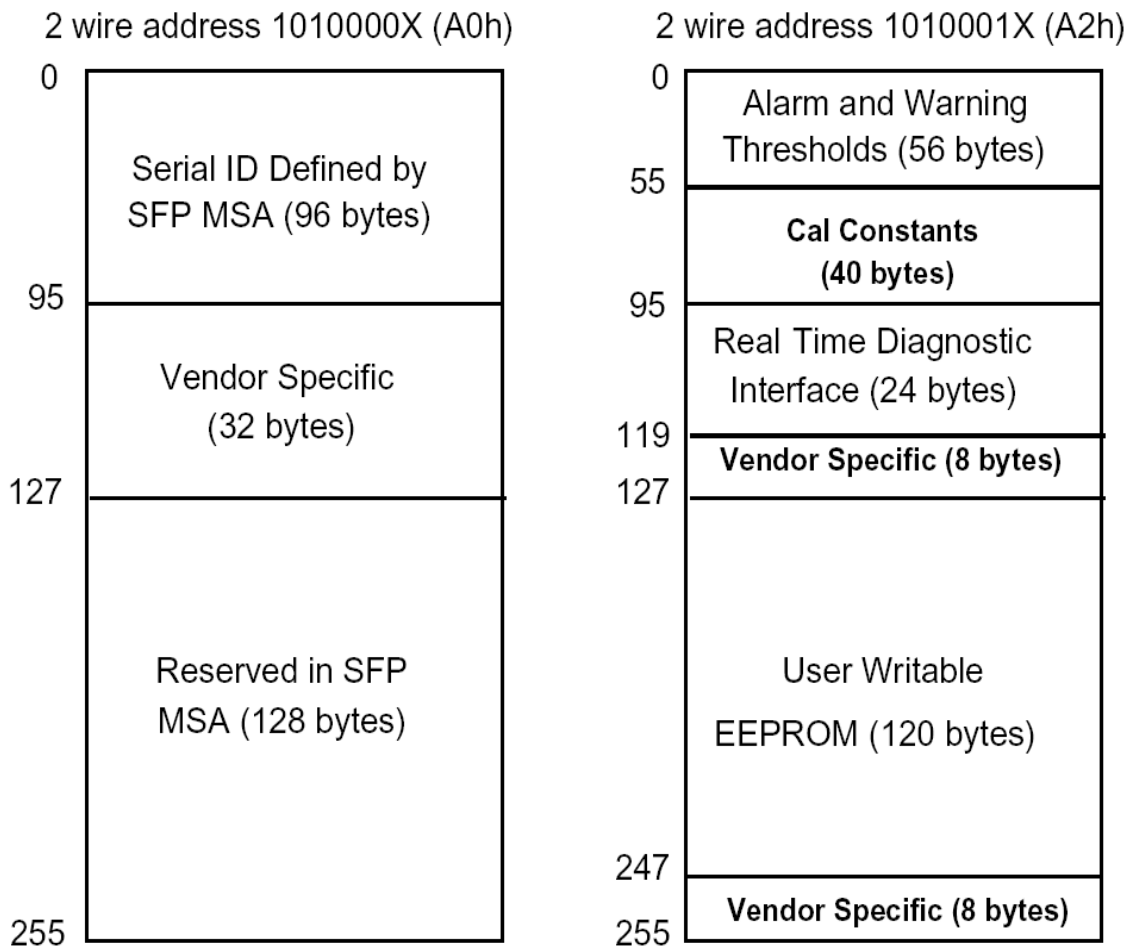 2 wire address 1010000X (A0h)
0
Serial ID Defined by
SFP MSA (96 bytes)
95
Vendor Specific
(32 bytes)
127
Reserved in SFP
MSA (128 bytes)
255
2 wire address 1010001X (A2h)
0
Alarm and Warning
Thresholds (56 bytes)
55
Cal Constants
(40 bytes)
95
Real Time Diagnostic
Interface (24 bytes)
119
Vendor Specific (8 bytes)
127
User Writable
EEPROM (120 bytes)
247
Vendor Specific (8 bytes)
255